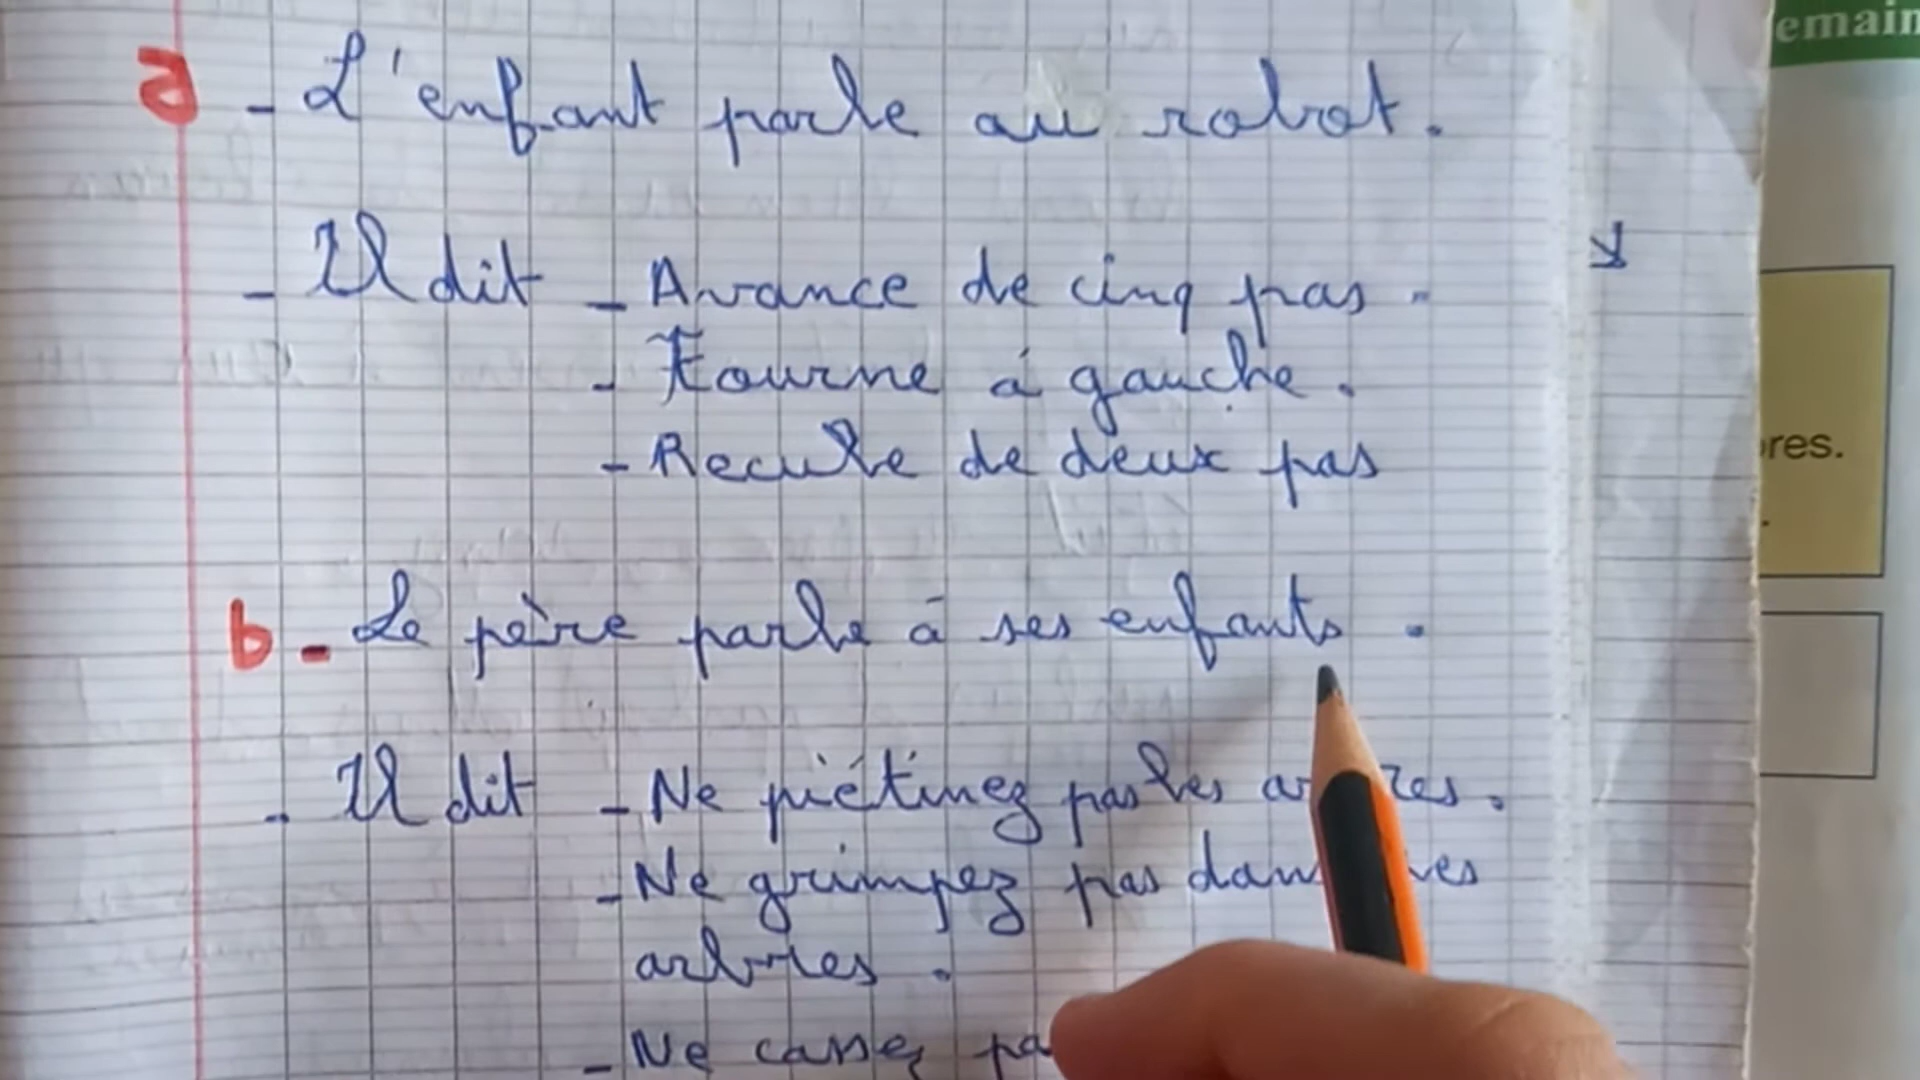 emain
a - L'enfant parle au robot.
- Il dit - Avance de cinq pas.
- Tourne à gauche.
- Recule de deux pas
res.
b - Le père parle à ses enfants.
- Il dit - Ne piétinez pas les
- Ne grimpez pas dans
arbres.
- Ne cassez